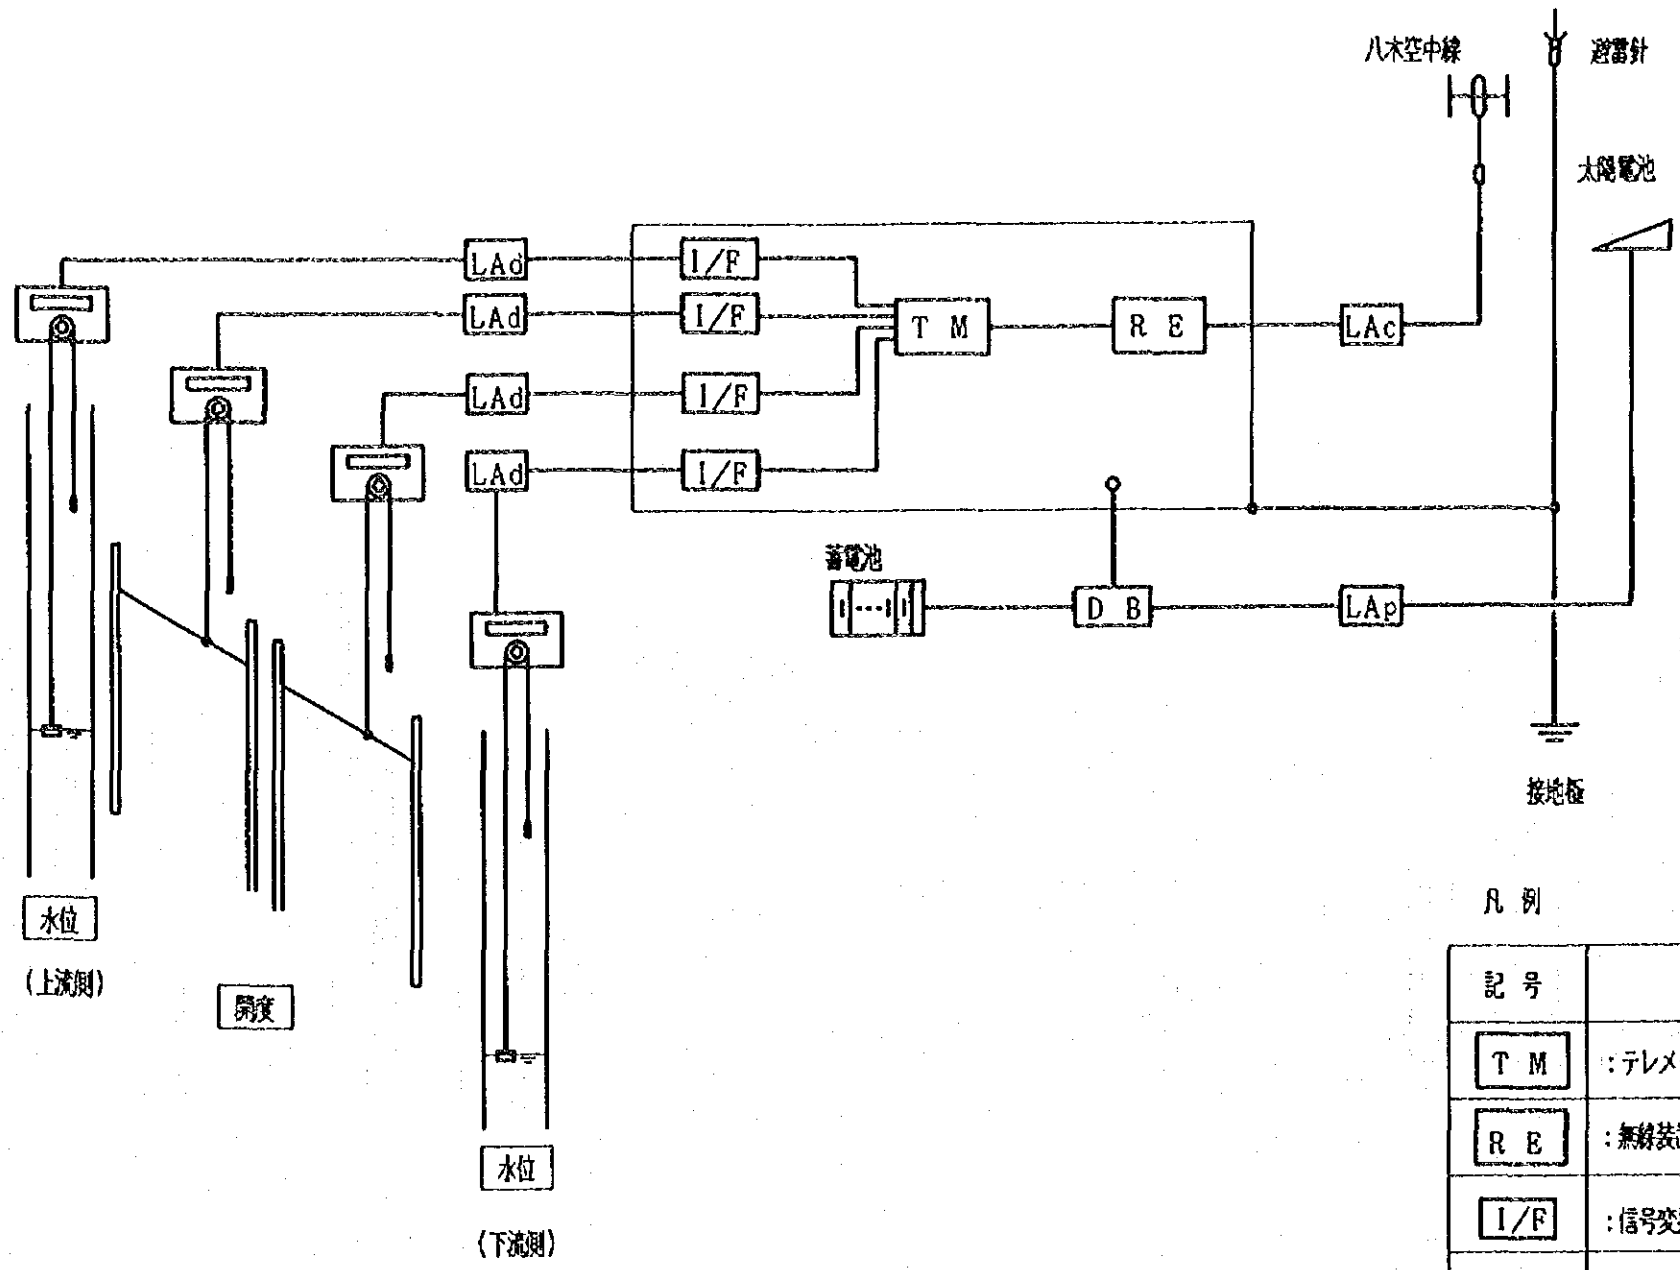 八木空中線
避雷針
太陽電池
LAd
I/F
LAd
I/F
T M
R E
LAc
LAd
I/F
LAd
I/F
蓄電池
D B
LAp
接地極
水位
(上流側)
開度
水位
(下流側)
凡 例
記 号
T M
:テレメ
R E
:無線装
I/F
:信号変